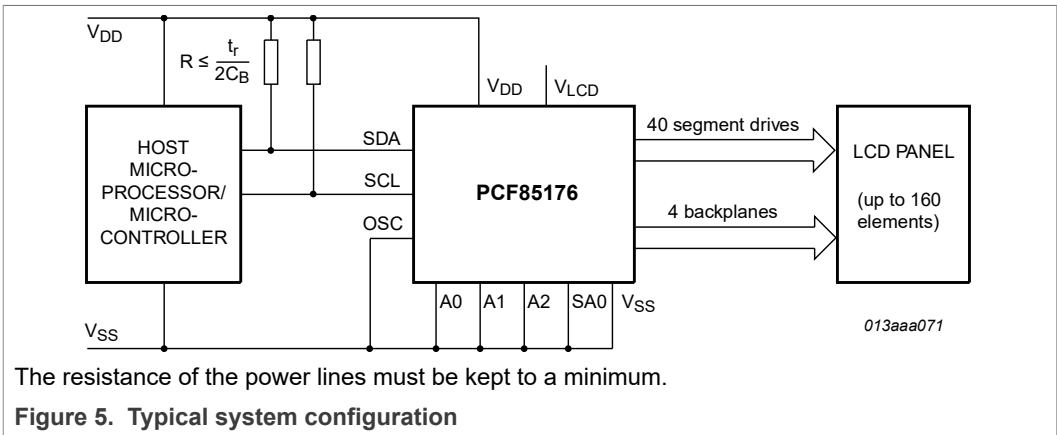 VDD
R ≤ tr
2CB
VDD
VLCD
HOST
MICRO-
PROCESSOR/
MICRO-
CONTROLLER
SDA
SCL
OSC
PCF85176
40 segment drives
4 backplanes
LCD PANEL
(up to 160
elements)
A0 A1 A2 SA0 VSS
VSS
013aaa071
The resistance of the power lines must be kept to a minimum.
Figure 5. Typical system configuration